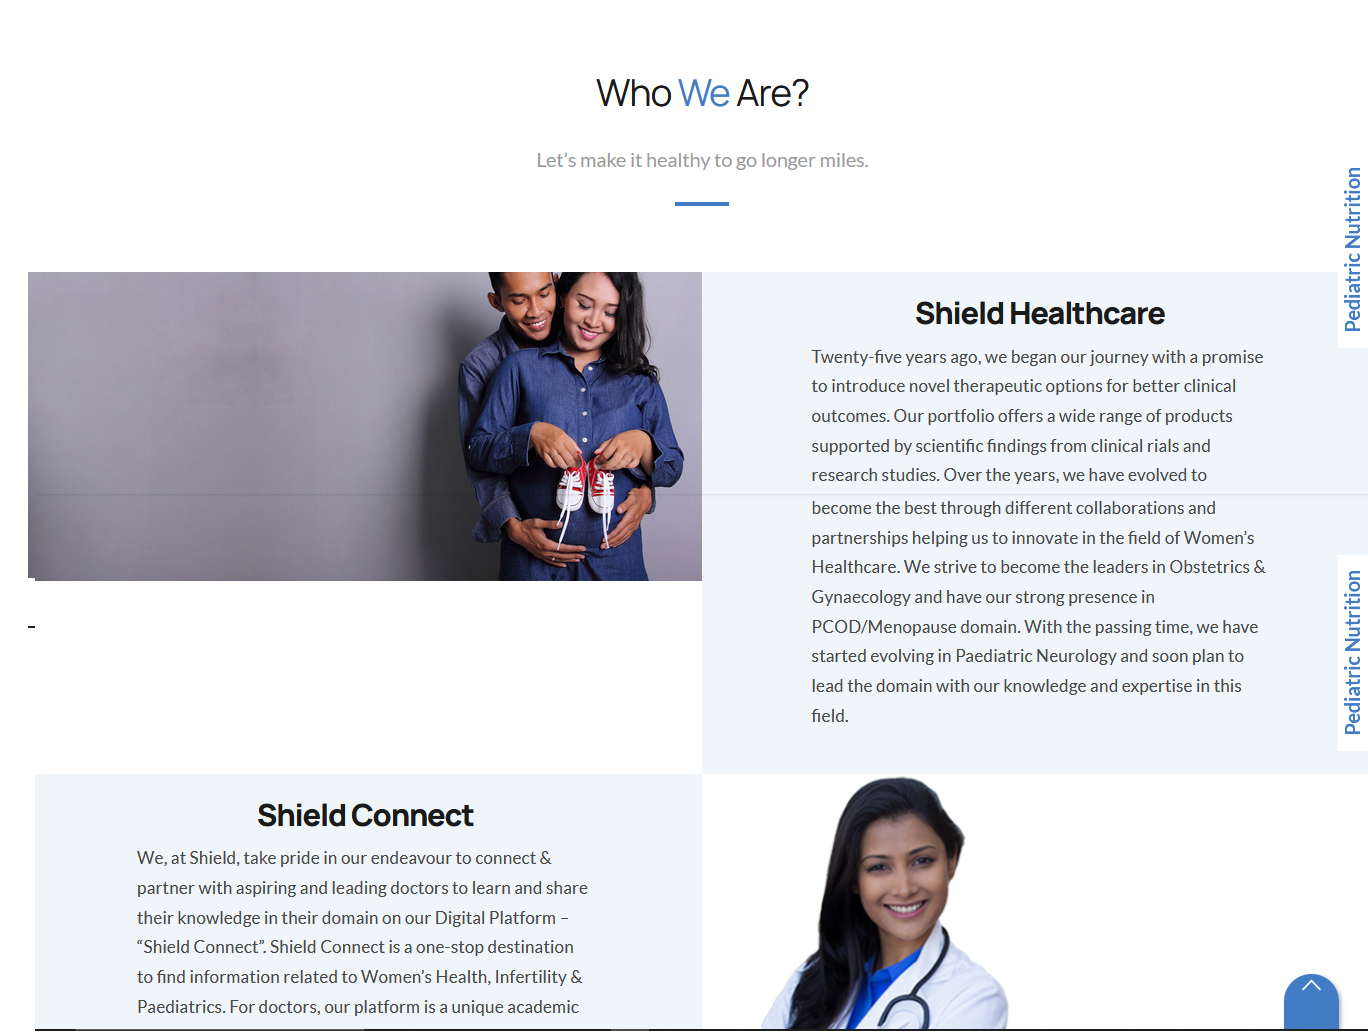 Who We Are?
Let's make it healthy to go longer miles.
Pediatric Nutrition
Shield Healthcare
Twenty-five years ago, we began our journey with a promise
to introduce novel therapeutic options for better clinical
outcomes. Our portfolio offers a wide range of products
supported by scientific findings from clinical rials and
research studies. Over the years, we have evolved to
become the best through different collaborations and
partnerships helping us to innovate in the field of Women's
Healthcare. We strive to become the leaders in Obstetrics &
Gynaecology and have our strong presence in
PCOD/Menopause domain. With the passing time, we have
started evolving in Paediatric Neurology and soon plan to
lead the domain with our knowledge and expertise in this
field.
Pediatric Nutrition
Shield Connect
We, at Shield, take pride in our endeavour to connect &
partner with aspiring and leading doctors to learn and share
their knowledge in their domain on our Digital Platform –
“Shield Connect”. Shield Connect is a one-stop destination
to find information related to Women's Health, Infertility &
Paediatrics. For doctors, our platform is a unique academic